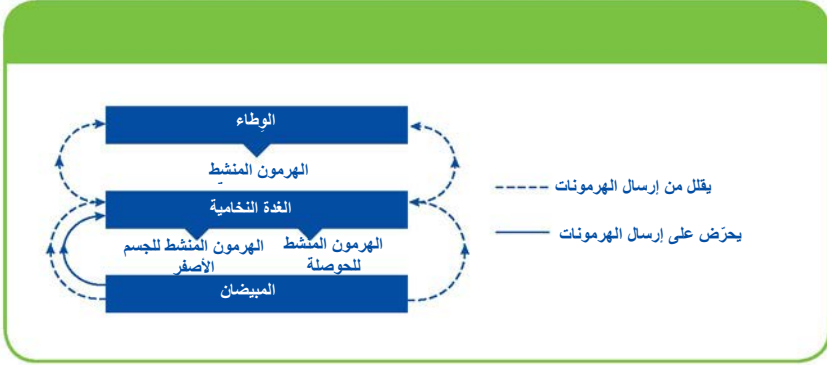 الوِطاء
الهرمون المنشّط
الغدة النخامية
الهرمون المنشط
للحوصلة
الهرمون المنشط للجسم
الأصفر
المبيضان
يقلل من إرسال الهرمونات
يحرّض على إرسال الهرمونات